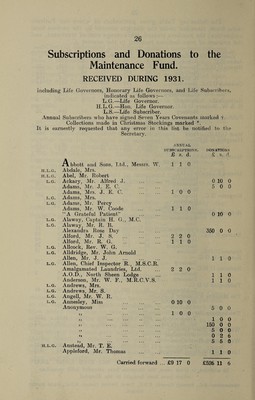 26
Subscriptions and Donations to the
Maintenance Fund.
RECEIVED DURING 1931.
including Life Governors, Honorary Life Governors, and Life Subscribers,
indicated as follows:—
L.G.—Life Governor.
H.L.G.—Hon. Life Governor.
L.S.—Life Subscriber.
Annual Subscribers who have signed Seven Years Covenants marked †.
Collections made in Christmas Stockings marked *.
It is earnestly requested that any error in this list be notified to the
Secretary.
ANNUAL
SUBSCRIPTIONS. DONATIONS
£ s. d. £ s. d.
Abbott and Sons, Ltd., Messrs. W. 1 1 0
H.L.G. Abdale, Mrs.
H.L.G. Abel, Mr. Robert
L.G. Ackary, Mr. Alfred J. ... 0 10 0
Adams, Mr. J. E. C. ... 5 0 0
Adams, Mrs. J. E. C. ... 1 0 0
L.G. Adams, Mrs.
L.G. Adams, Mr. Percy
Adams, Mr. W. Coode ... 1 1 0
"A Grateful Patient" ... 0 10 0
L.G. Alaway, Captain H. G., M.C.
L.G. Alaway, Mr. R. R.
Alexandra Rose Day ... 350 0 0
Alford, Mr. J. S. ... 2 2 0
Alford, Mr. R. G. ... 1 1 0
L.G. Allcock, Rev. W. G.
L.G. Alldridge, Mr. John Arnold
Allen, Mr. J. J. ... 1 1 0
L.G. Allen, Chief Inspector B., M.S.C.R.
Amalgamated Laundries, Ltd. 2 2 0
A.O.D., North Sheen Lodge ... 1 1 0
Anderson, Mr. W. F., M.R.C.V.S. 1 1 0
L.G. Andrews, Mrs.
L.G. Andrews, Mr. S.
L.G. Angell, Mr. W. R.
L.G. Annesley, Miss ... 0 10 0
Anonymous ... 5 0 0
" ... 1 0 0
" ... 1 0 0
" ... 150 0 0
" ... 5 0 0
" ... 0 2 6
" ... 5 5 0
H.L.G. Anstead, Mr. T. E.
Appleford, Mr. Thomas ... 1 1 0
Carried forward ... £9 17 0 £526 11 6